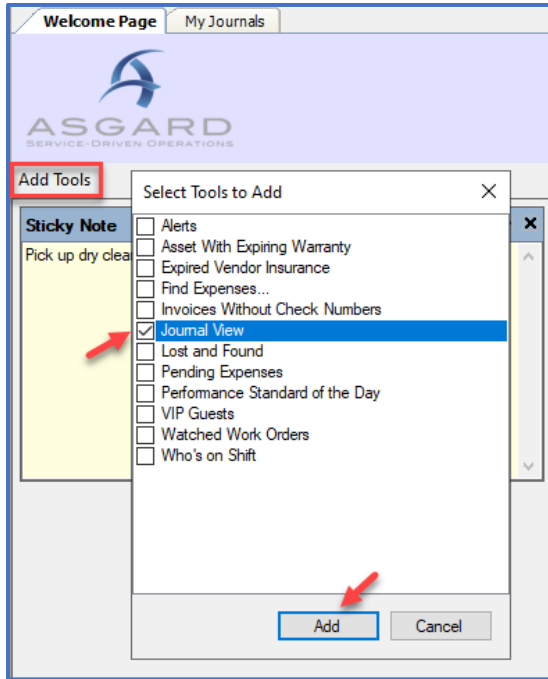 Welcome Page
My Journals
ASGARD
SERVICE-DRIVEN OPERATIONS
Add Tools
Select Tools to Add
Sticky Note
Pick up dry clea
Alerts
Asset With Expiring Warranty
Expired Vendor Insurance
Find Expenses...
Invoices Without Check Numbers
Journal View
Lost and Found
Pending Expenses
Performance Standard of the Day
VIP Guests
Watched Work Orders
Who's on Shift
Add
Cancel